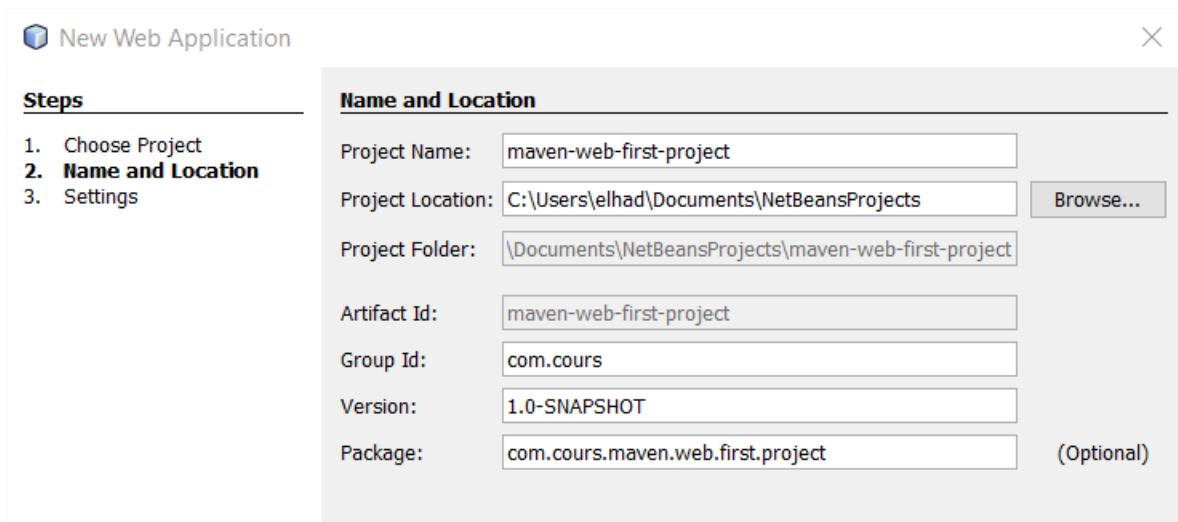 New Web Application
Steps
1. Choose Project
2. Name and Location
3. Settings
Name and Location
Project Name: maven-web-first-project
Project Location: C:\Users\elhad\Documents\NetBeansProjects Browse...
Project Folder: \Documents\NetBeansProjects\maven-web-first-project
Artifact Id: maven-web-first-project
Group Id: com.cours
Version: 1.0-SNAPSHOT
Package: com.cours.maven.web.first.project (Optional)